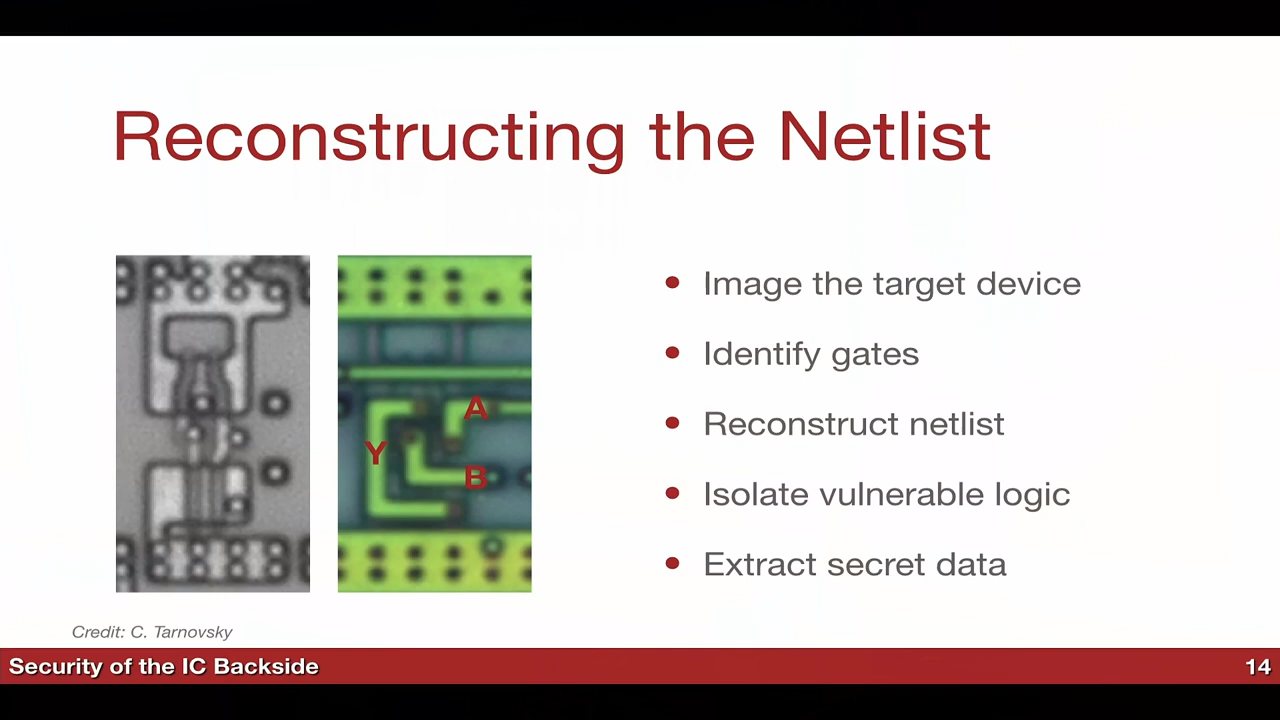 Reconstructing the Netlist
A
Y
B
• Image the target device
• Identify gates
• Reconstruct netlist
• Isolate vulnerable logic
• Extract secret data
Credit: C. Tarnovsky
Security of the IC Backside
14